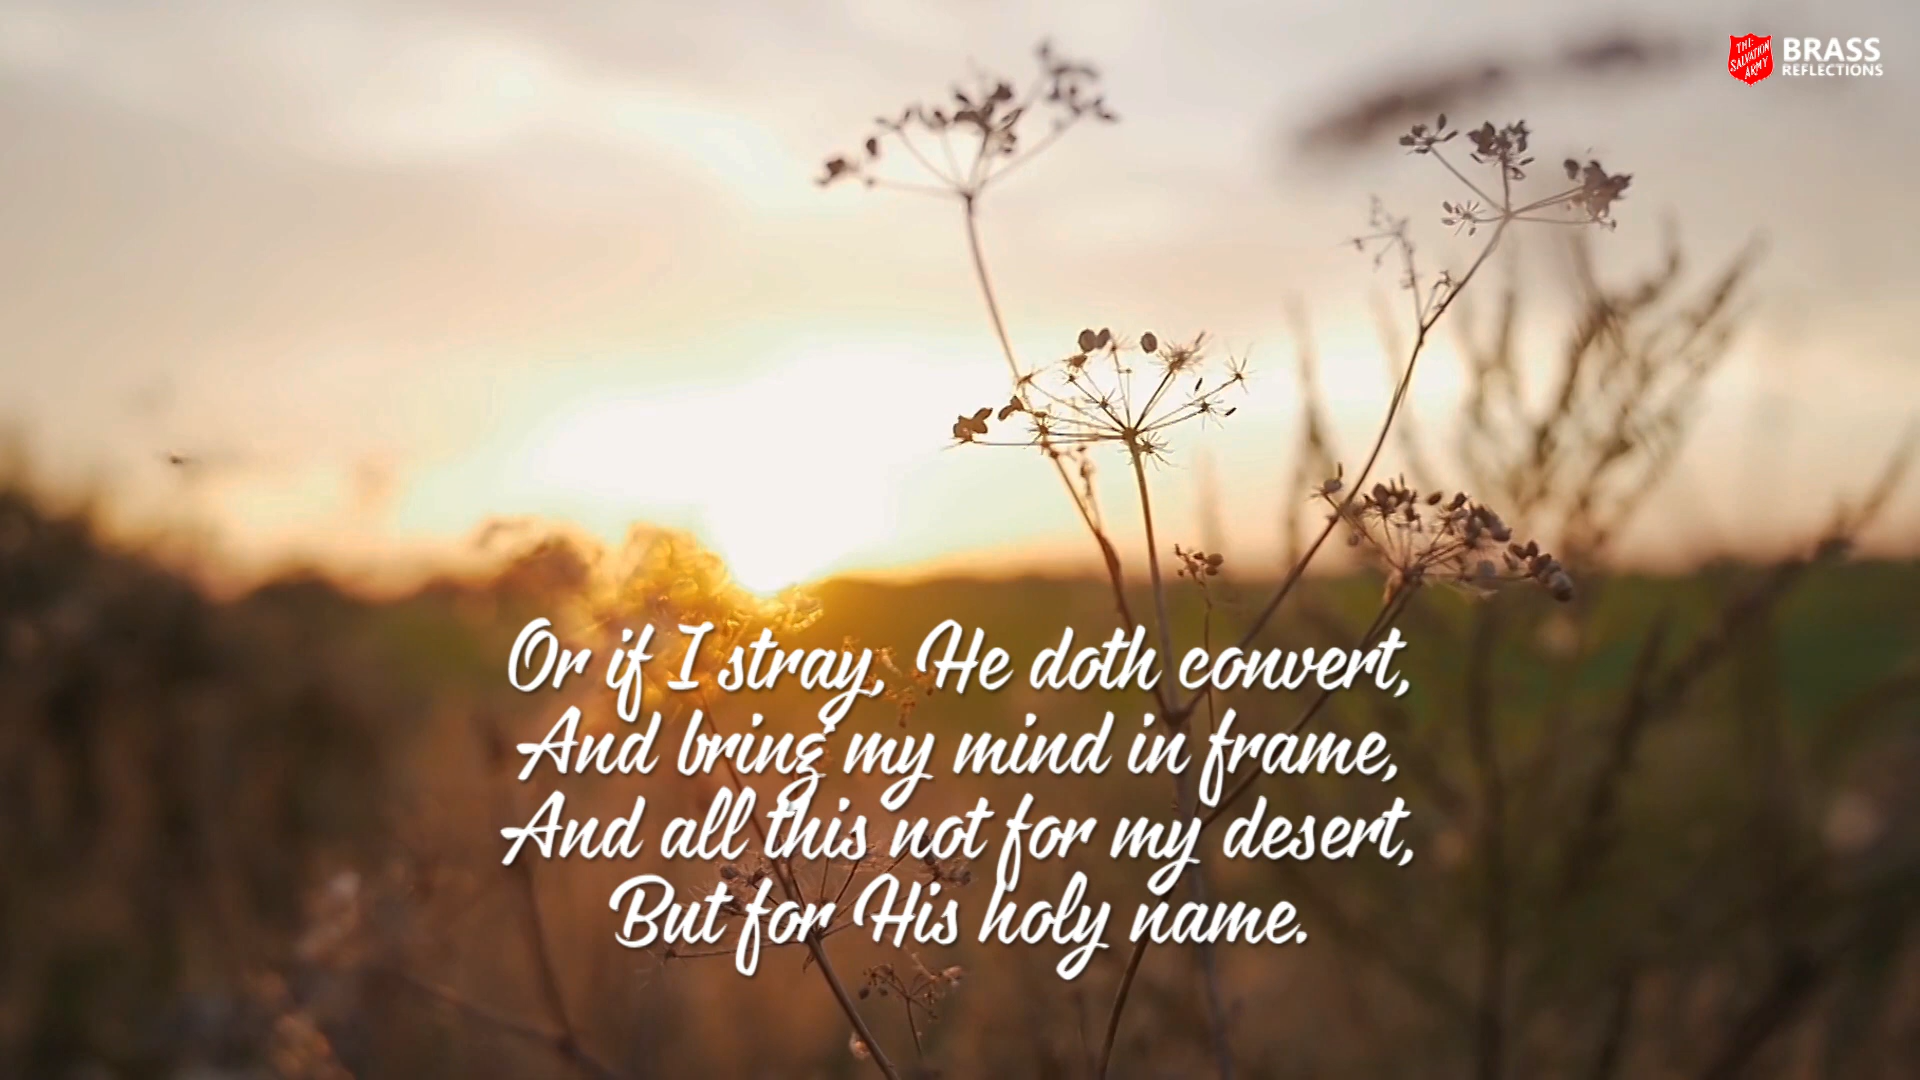 THE
SALVATION
ARMY
BRASS
REFLECTIONS
Or if I stray, He doth convert,
And bring my mind in frame,
And all this not for my desert,
But for His holy name.